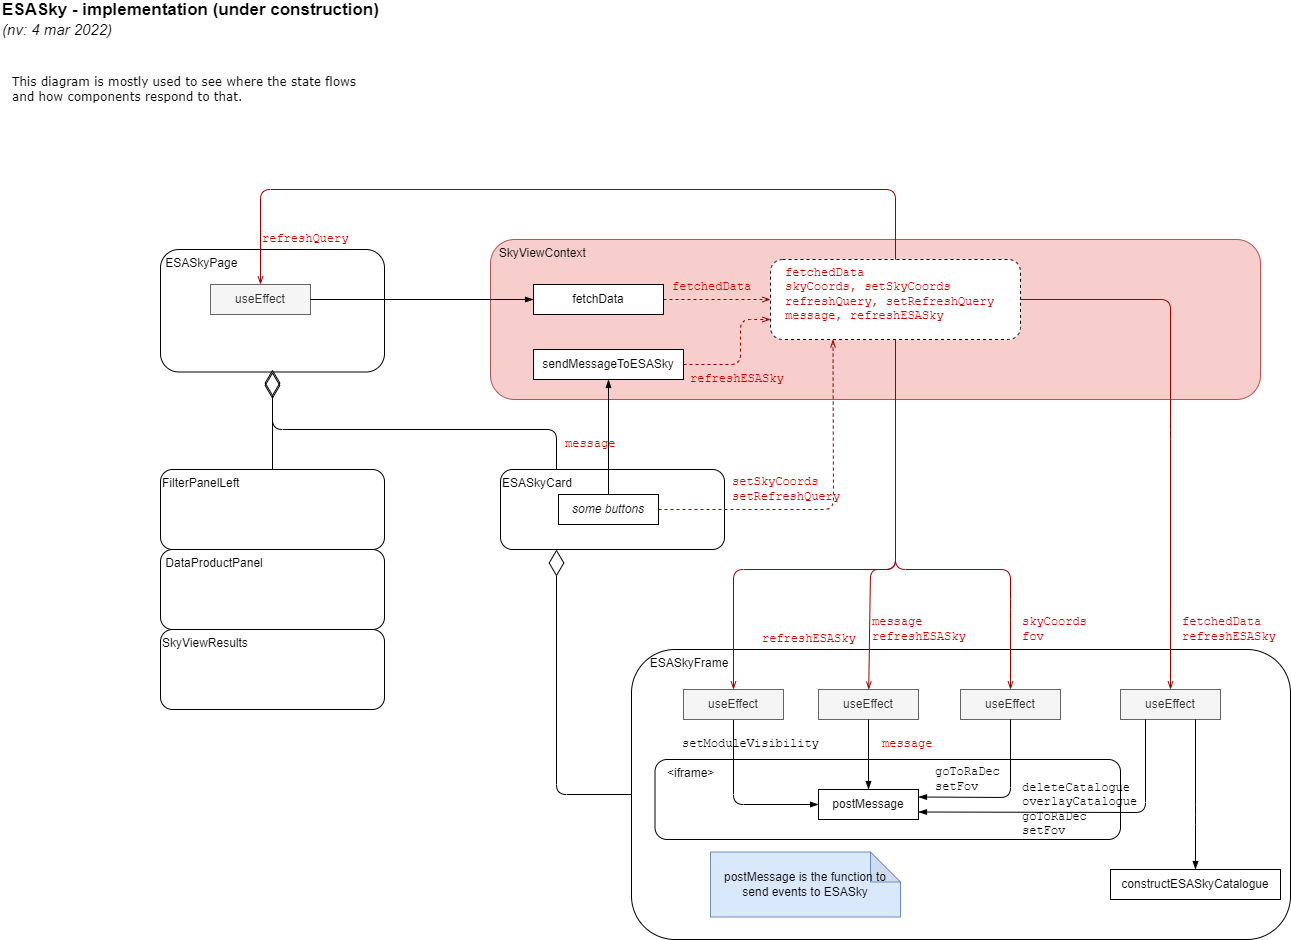 ESASky - implementation (under construction)
(nv: 4 mar 2022)
This diagram is mostly used to see where the state flows
and how components respond to that.
refreshQuery
ESASkyPage
useEffect
SkyViewContext
fetchData
fetchedData
fetchedData
skyCoords, setSkyCoords
refreshQuery, setRefreshQuery
message, refreshESASky
sendMessageToESASky
refreshESASky
message
FilterPanelLeft
DataProductPanel
SkyViewResults
ESASkyCard
some buttons
setSkyCoords
setRefreshQuery
refreshESASky
message
refreshESASky
skyCoords
fov
fetchedData
refreshESASky
ESASkyFrame
useEffect
useEffect
useEffect
useEffect
setModuleVisibility
message
<iframe>
goToRaDec
setFov
postMessage
deleteCatalogue
overlayCatalogue
goToRaDec
setFov
postMessage is the function to
send events to ESASky
constructESASkyCatalogue